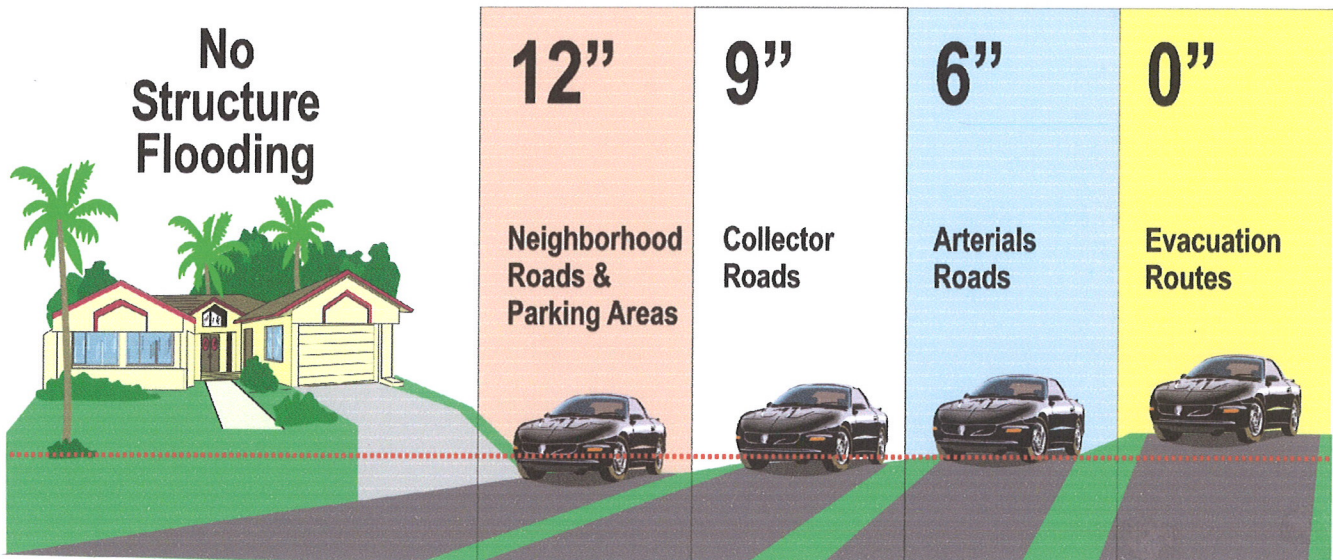 No
Structure
Flooding
12”
Neighborhood
Roads &
Parking Areas
9”
Collector
Roads
6”
Arterials
Roads
0”
Evacuation
Routes